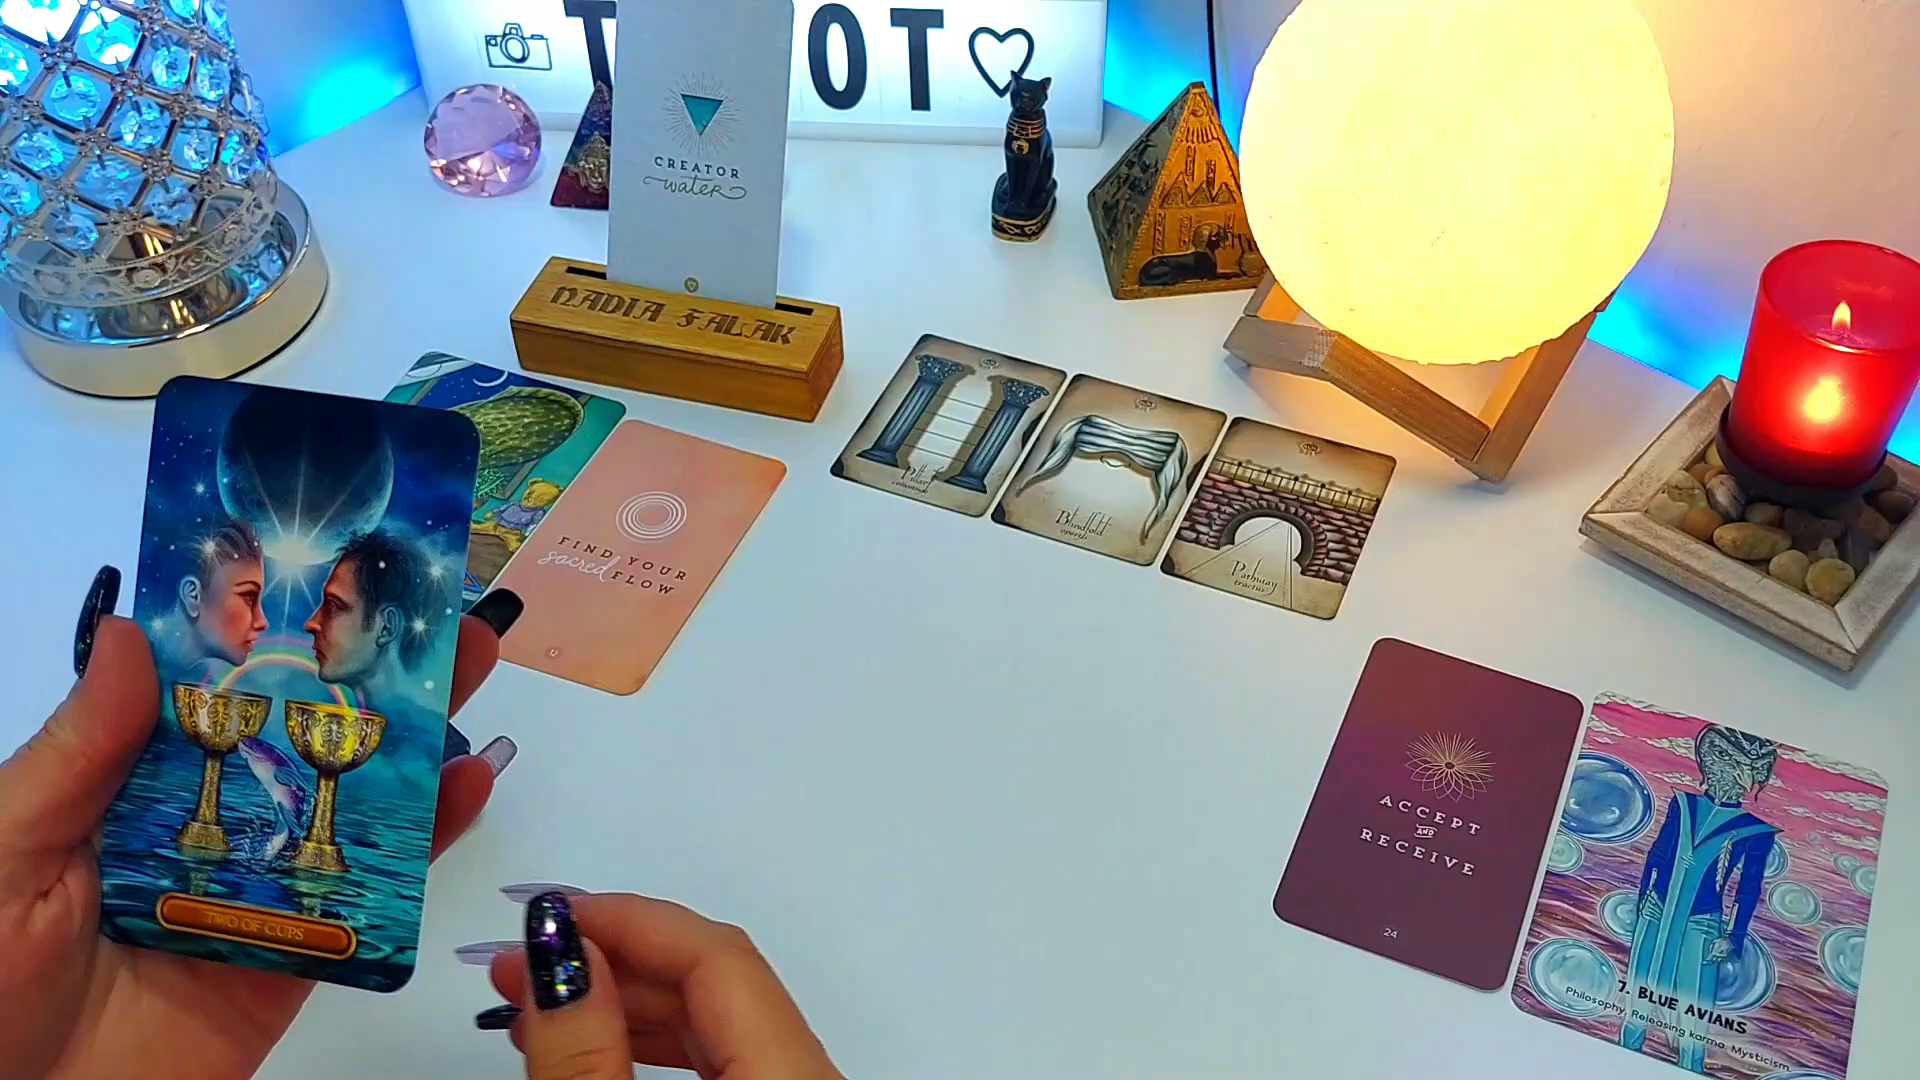 T OT
CREATOR
water
NADIA FALAK
FIND YOUR
sacred FLOW
12
Pillars
Blindfold
Pathway
TWO OF CUPS
ACCEPT
AND
RECEIVE
24
7. BLUE AVIANS
Philosophy, Releasing karma, Mysticism